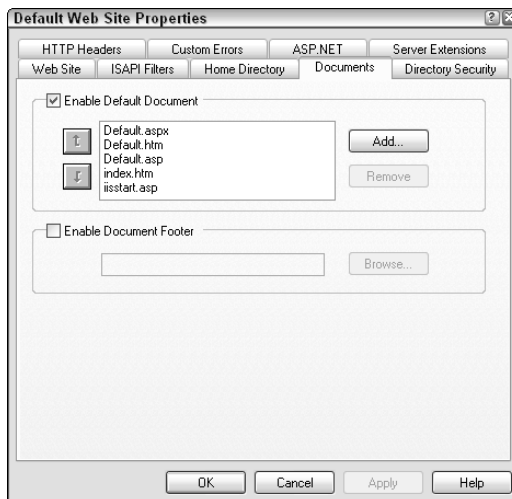 Default Web Site Properties
HTTP Headers Custom Errors ASP.NET Server Extensions
Web Site ISAPI Filters Home Directory Documents Directory Security
Enable Default Document
Default.aspx
Default.htm
Default.asp
index.htm
iisstart.asp
Add...
Remove
Enable Document Footer
Browse...
OK Cancel Apply Help